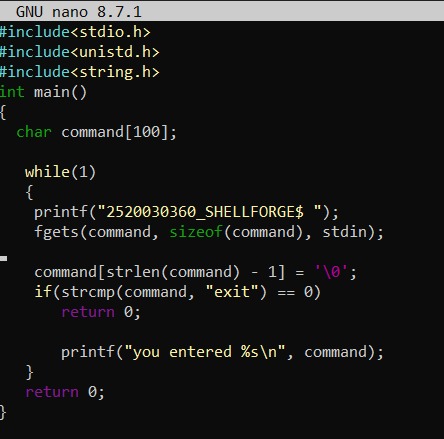 GNU nano 8.7.1
#include<stdio.h>
#include<unistd.h>
#include<string.h>
int main()
{
char command[100];
while(1)
{
printf("2520030360_SHELLFORGE$ ");
fgets(command, sizeof(command), stdin);
command[strlen(command) - 1] = '\0';
if(strcmp(command, "exit") == 0)
return 0;
printf("you entered %s\n", command);
}
return 0;
}